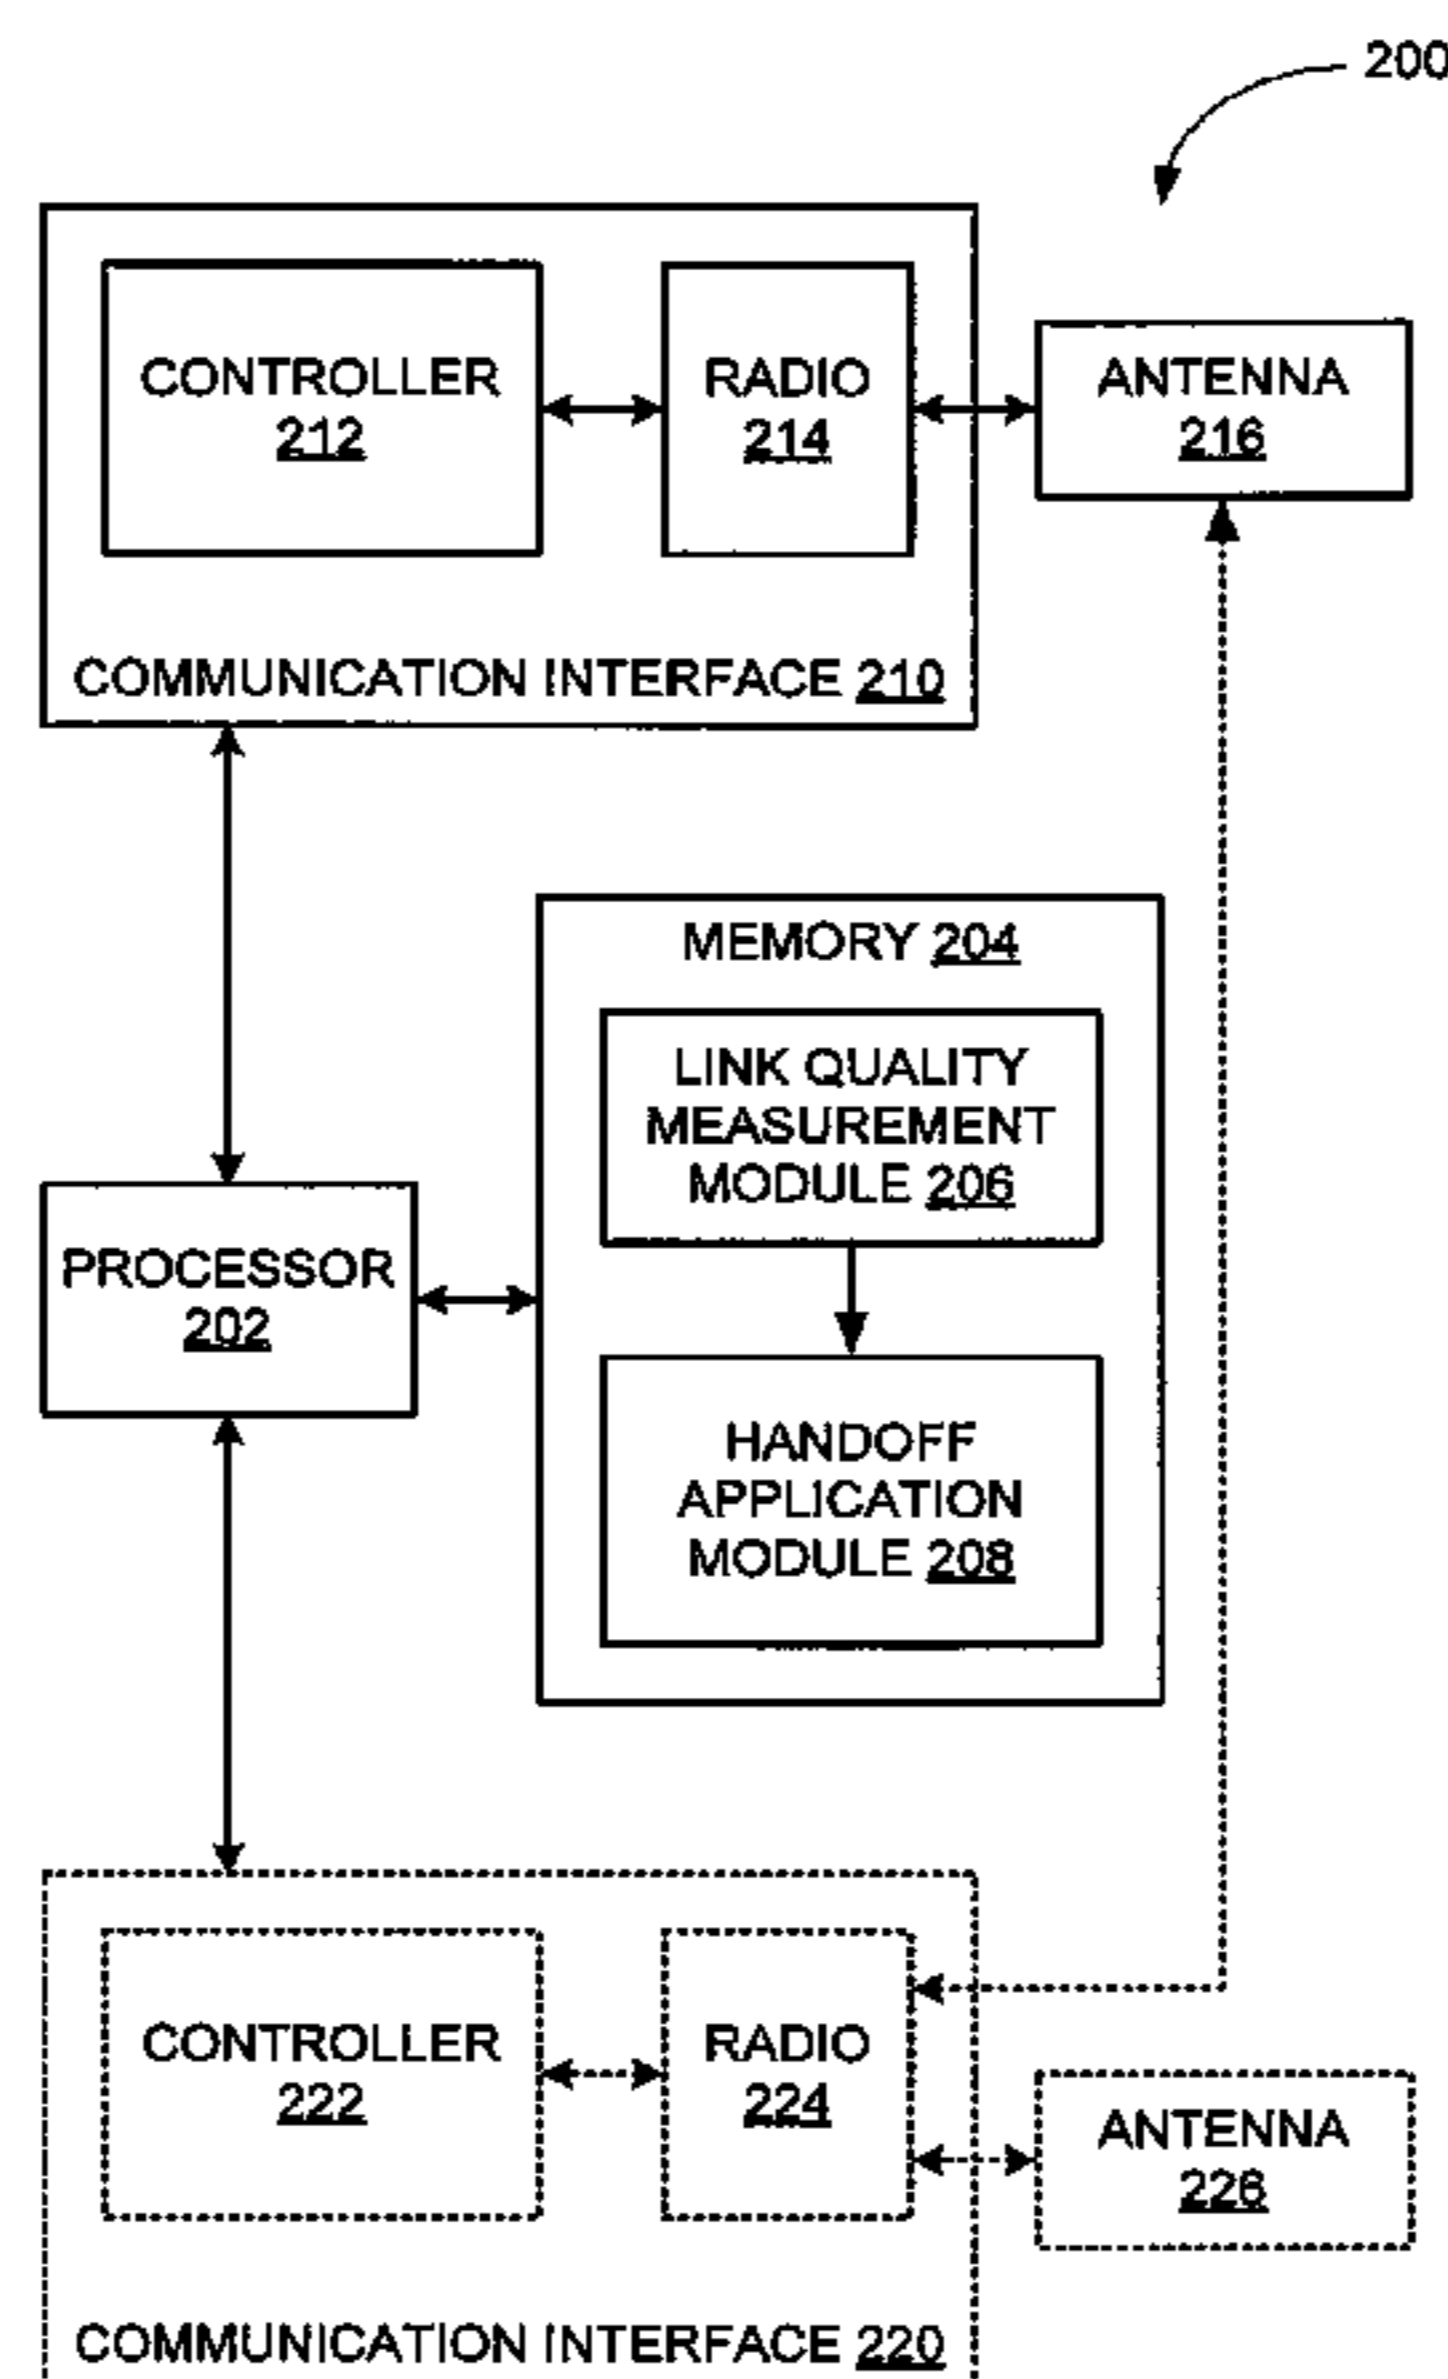 200
CONTROLLER
212
RADIO
214
ANTENNA
216
COMMUNICATION INTERFACE 210
MEMORY 204
LINK QUALITY
MEASUREMENT
MODULE 206
PROCESSOR
202
HANDOFF
APPLICATION
MODULE 208
CONTROLLER
222
RADIO
224
ANTENNA
226
COMMUNICATION INTERFACE 220